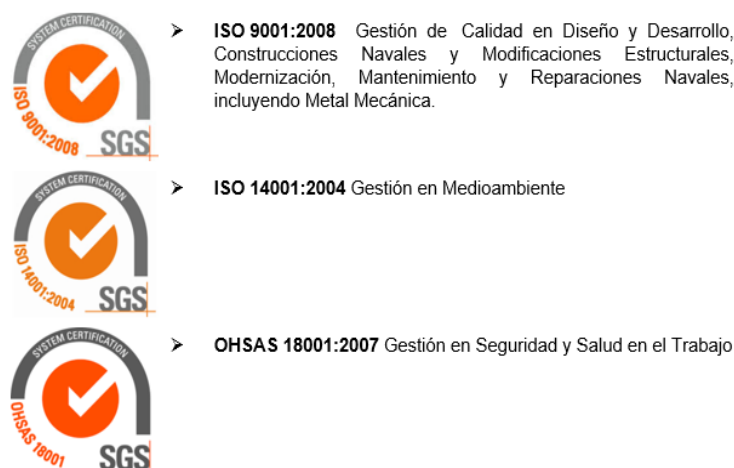 SYSTEM CERTIFICATION
ISO 9001:2008
SGS
➢ ISO 9001:2008 Gestión de Calidad en Diseño y Desarrollo,
Construcciones Navales y Modificaciones Estructurales,
Modernización, Mantenimiento y Reparaciones Navales,
incluyendo Metal Mecánica.
SYSTEM CERTIFICATION
ISO 14001:2004
SGS
➢ ISO 14001:2004 Gestión en Medioambiente
SYSTEM CERTIFICATION
OHSAS 18001
SGS
➢ OHSAS 18001:2007 Gestión en Seguridad y Salud en el Trabajo